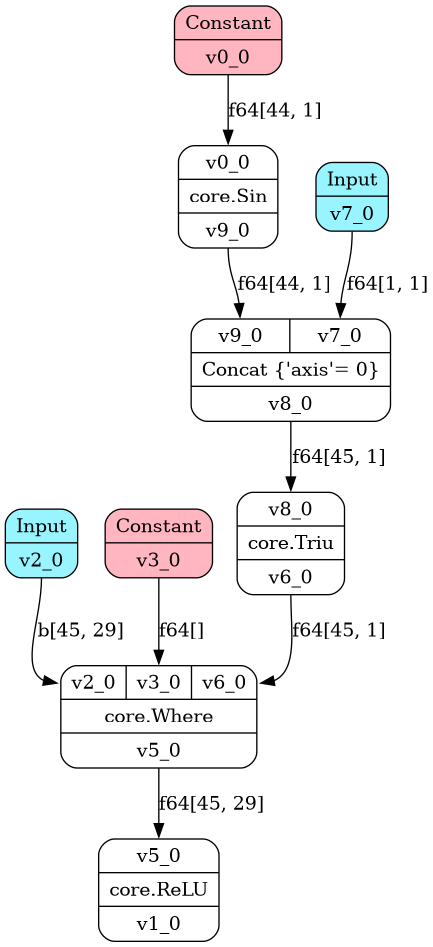 Constant
v0_0
f64[44, 1]
v0_0
core.Sin
v9_0
Input
v7_0
f64[44, 1]
f64[1, 1]
v9_0 v7_0
Concat {'axis'= 0}
v8_0
f64[45, 1]
v8_0
core.Triu
v6_0
Input
v2_0
Constant
v3_0
b[45, 29]
f64[]
f64[45, 1]
v2_0 v3_0 v6_0
core.Where
v5_0
f64[45, 29]
v5_0
core.ReLU
v1_0